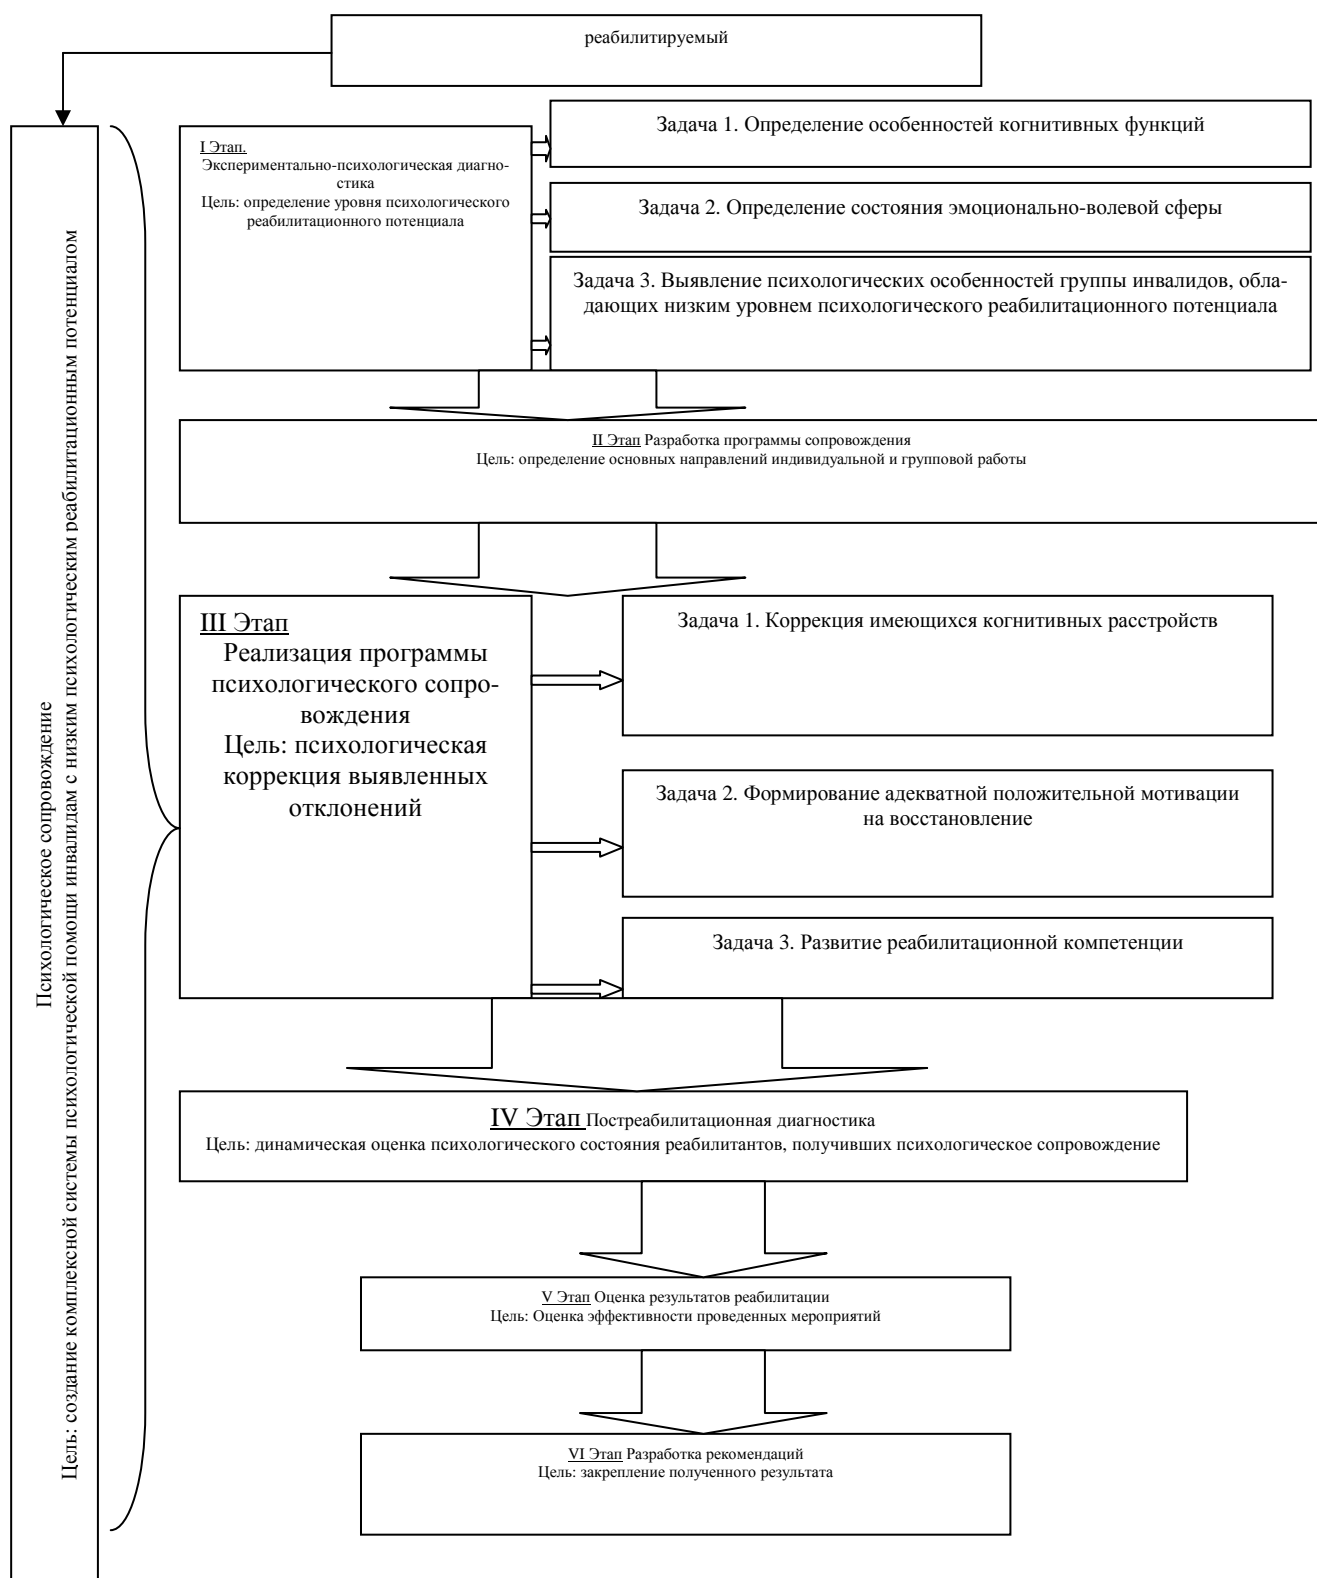 реабилитируемый
Психологическое сопровождение
Цель: создание комплексной системы психологической помощи инвалидам с низким психологическим реабилитационным потенциалом
I Этап.
Экспериментально-психологическая диагно-
стика
Цель: определение уровня психологического
реабилитационного потенциала
Задача 1. Определение особенностей когнитивных функций
Задача 2. Определение состояния эмоционально-волевой сферы
Задача 3. Выявление психологических особенностей группы инвалидов, обла-
дающих низким уровнем психологического реабилитационного потенциала
II Этап Разработка программы сопровождения
Цель: определение основных направлений индивидуальной и групповой работы
III Этап
Реализация программы
психологического сопро-
вождения
Цель: психологическая
коррекция выявленных
отклонений
Задача 1. Коррекция имеющихся когнитивных расстройств
Задача 2. Формирование адекватной положительной мотивации
на восстановление
Задача 3. Развитие реабилитационной компетенции
IV Этап Постреабилитационная диагностика
Цель: динамическая оценка психологического состояния реабилитантов, получивших психологическое сопровождение
V Этап Оценка результатов реабилитации
Цель: Оценка эффективности проведенных мероприятий
VI Этап Разработка рекомендаций
Цель: закрепление полученного результата